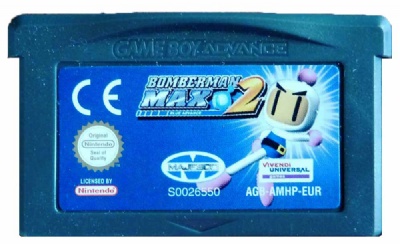 GAME BOY ADVANCE
BOMBERMAN
MAX 2
CE
Original
Nintendo
Seal of
Quality
LICENSED BY
Nintendo
MAJESCO
S0026550
VIVENDI
UNIVERSAL
games
AGB-AMHP-EUR